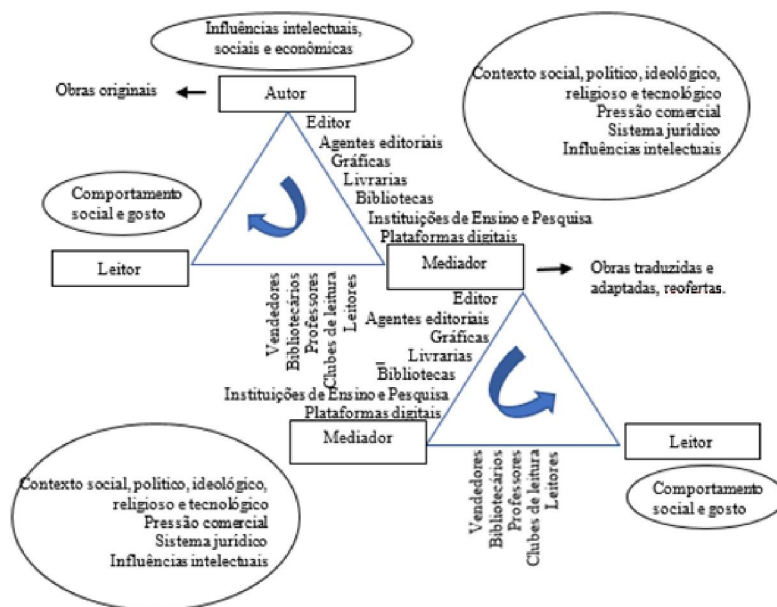 Influências intelectuais,
sociais e econômicas
Contexto social, político, ideológico,
religioso e tecnológico
Pressão comercial
Sistema jurídico
Influências intelectuais
Obras originais
Autor
Editor
Agentes editoriais
Gráficas
Livrarias
Bibliotecas
Instituições de Ensino e Pesquisa
Plataformas digitais
Comportamento
social e gosto
Leitor
Mediador
Obras traduzidas e
adaptadas, reofertas.
Vendedores
Bibliotecários
Professores
Clubes de leitura
Leitores
Editor
Agentes editoriais
Gráficas
Livrarias
Bibliotecas
Instituições de Ensino e Pesquisa
Plataformas digitais
Mediador
Leitor
Vendedores
Bibliotecários
Professores
Clubes de leitura
Leitores
Comportamento
social e gosto
Contexto social, político, ideológico,
religioso e tecnológico
Pressão comercial
Sistema jurídico
Influências intelectuais